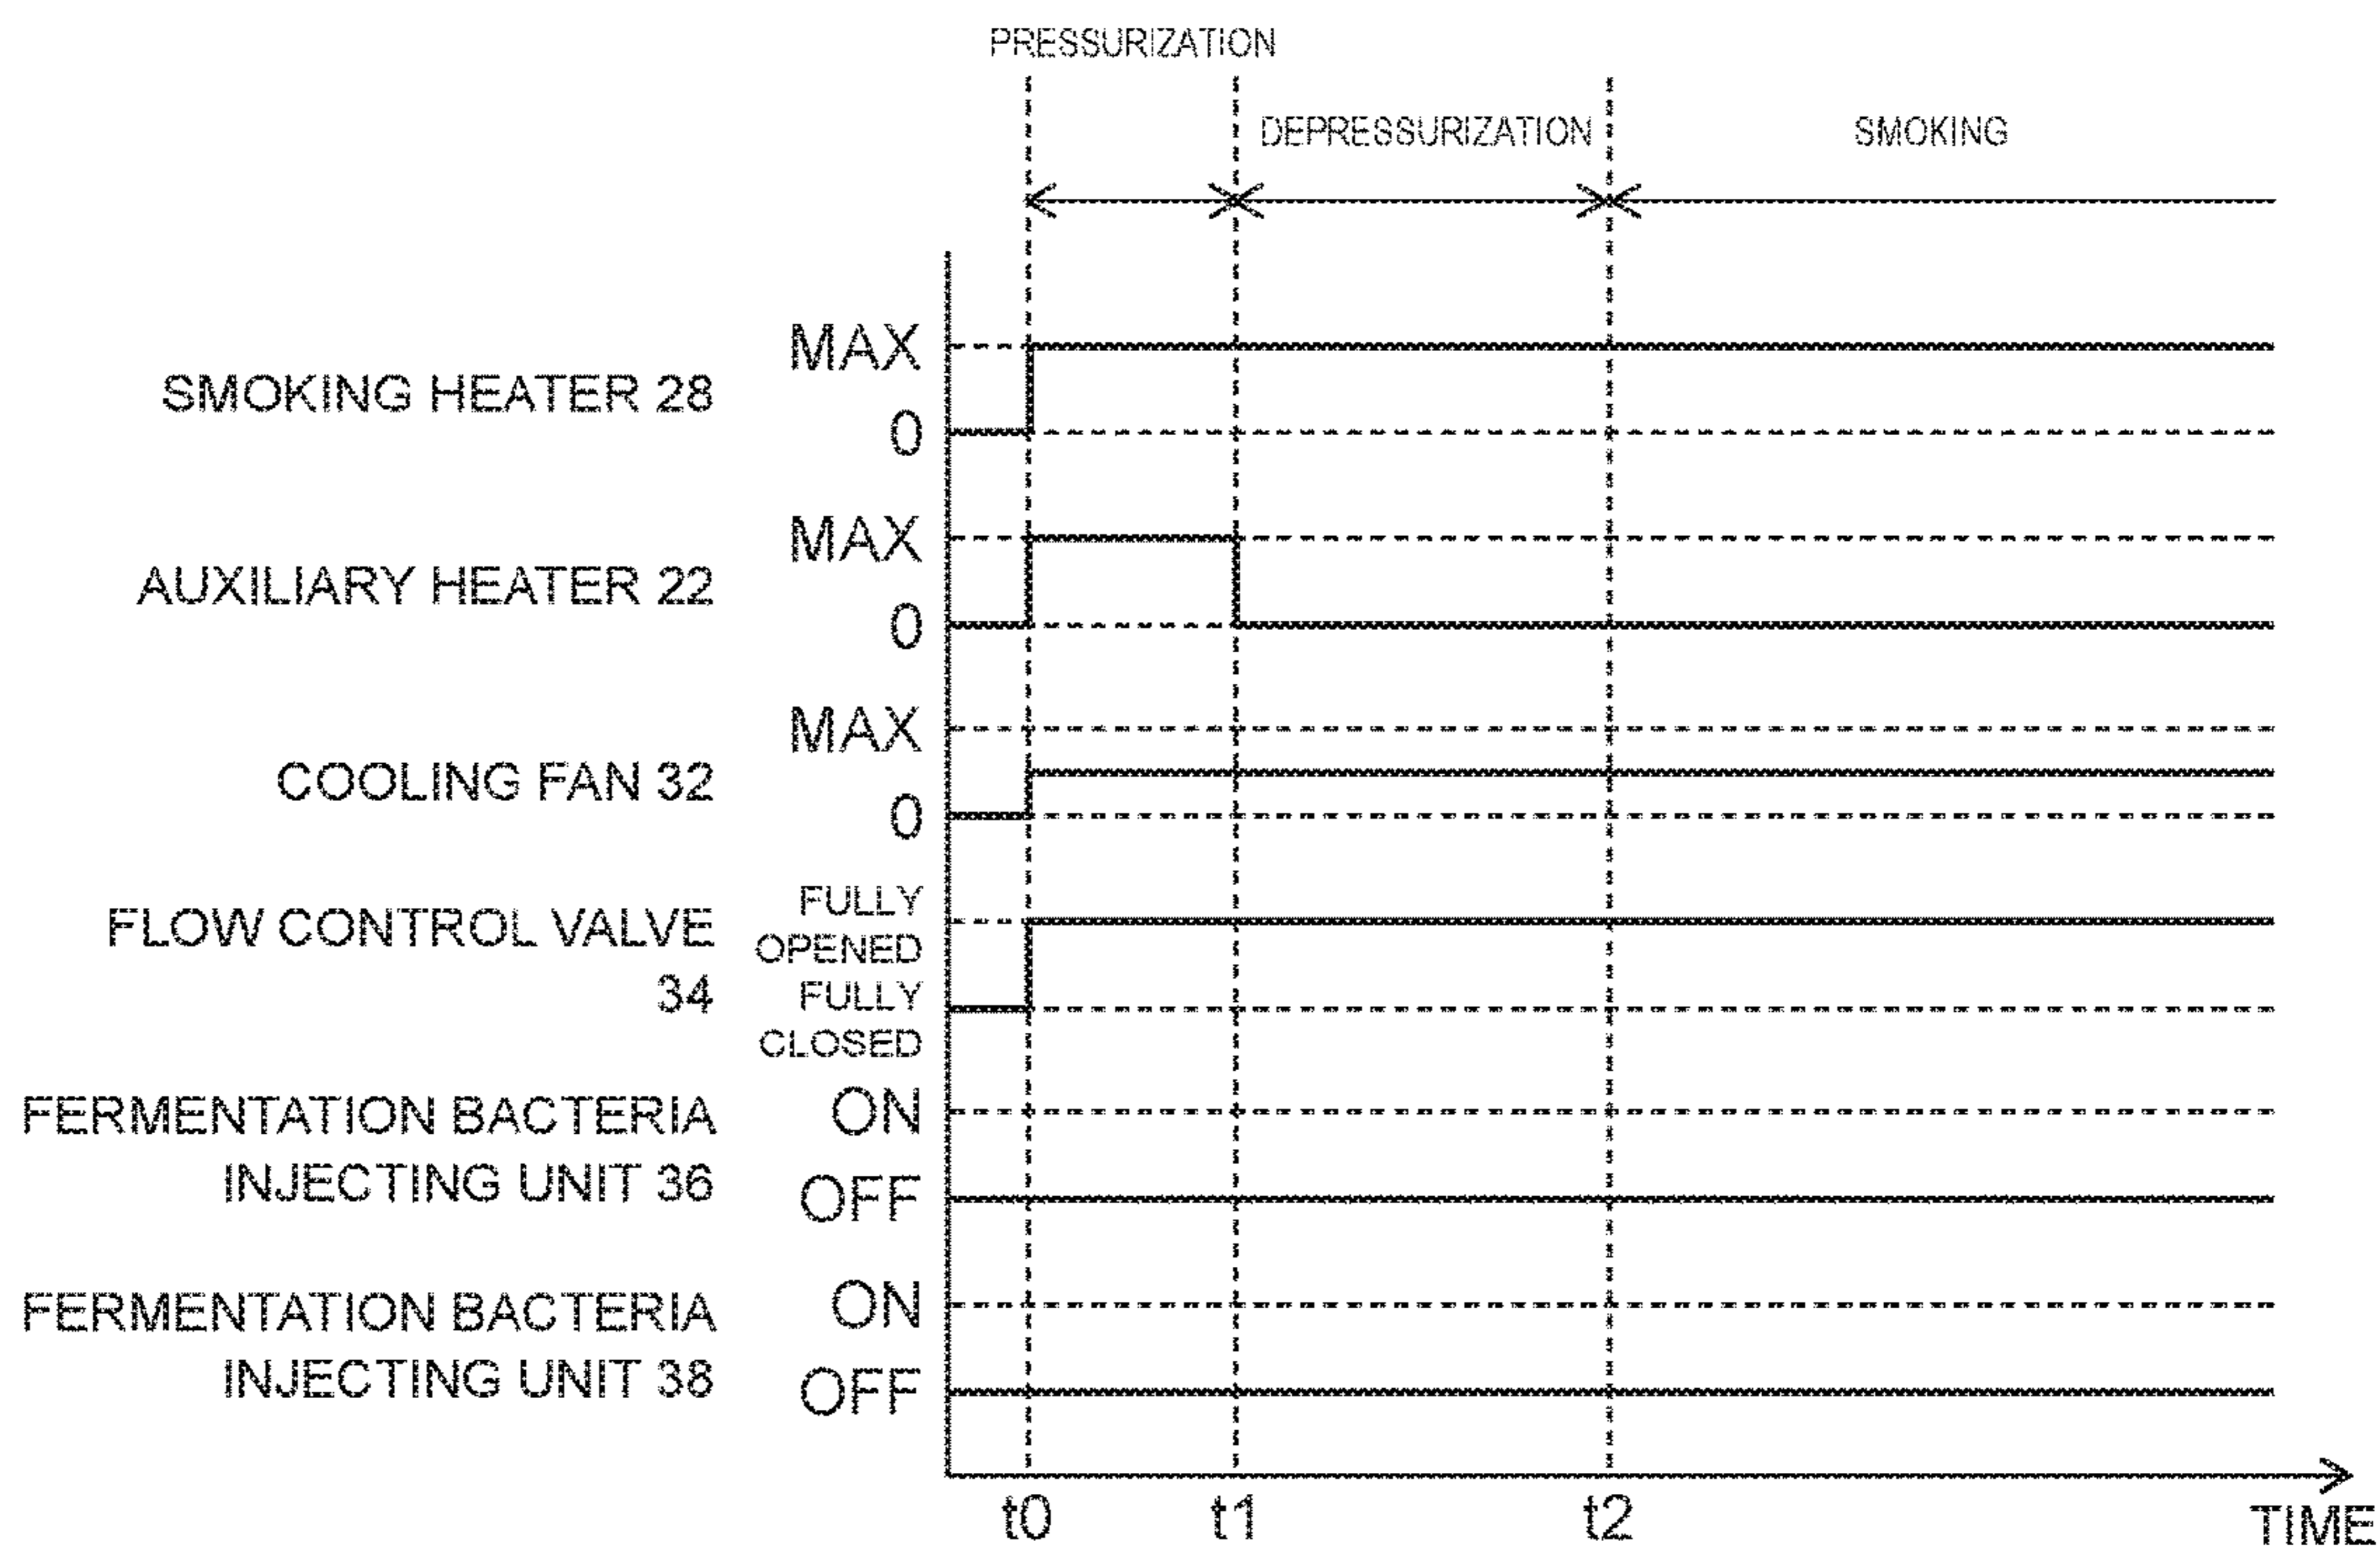 PRESSURIZATION
DEPRESSURIZATION
SMOKING
SMOKING HEATER 28
MAX
0
AUXILIARY HEATER 22
MAX
0
COOLING FAN 32
MAX
0
FLOW CONTROL VALVE
34
FULLY
OPENED
FULLY
CLOSED
FERMENTATION BACTERIA
INJECTING UNIT 36
ON
OFF
FERMENTATION BACTERIA
INJECTING UNIT 38
ON
OFF
t0
t1
t2
TIME